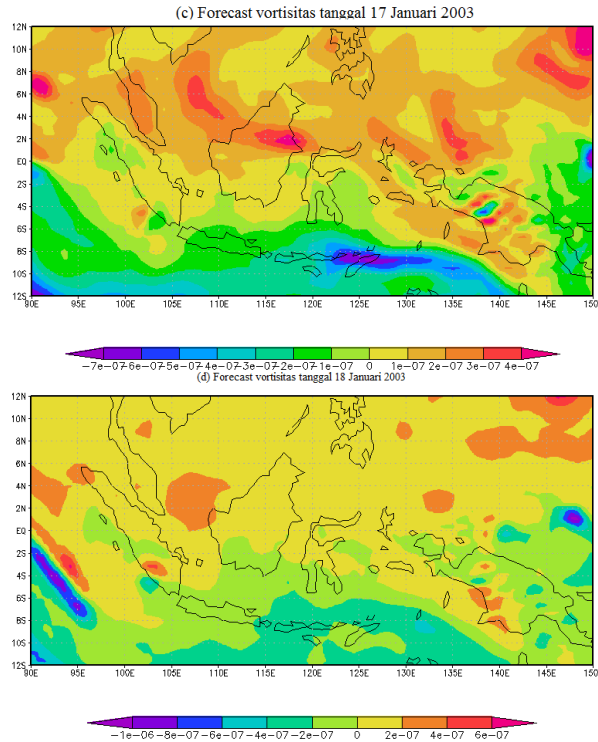 (c) Forecast vortisitas tanggal 17 Januari 2003
12N
10N
8N
6N
4N
2N
EQ
2S
4S
6S
8S
10S
12S
90E 95E 100E 105E 110E 115E 120E 125E 130E 135E 140E 145E 150
-7e-07-6e-07-5e-07-4e-07-3e-07-2e-07-1e-07 0 1e-07 2e-07 3e-07 4e-07
(d) Forecast vortisitas tanggal 18 Januari 2003
12N
10N
8N
6N
4N
2N
EQ
2S
4S
6S
8S
10S
12S
90E 95E 100E 105E 110E 115E 120E 125E 130E 135E 140E 145E 150
-1e-06 -8e-07 -6e-07 -4e-07 -2e-07 0 2e-07 4e-07 6e-07